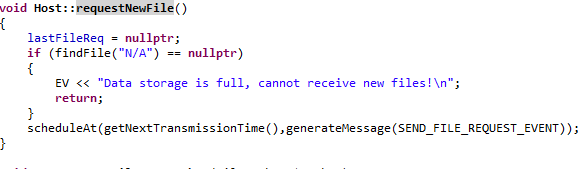 void Host::requestNewFile()
{
    lastFileReq = nullptr;
    if (findFile("N/A") == nullptr)
    {
        EV << "Data storage is full, cannot receive new files!\n";
        return;
    }
    scheduleAt(getNextTransmissionTime(),generateMessage(SEND_FILE_REQUEST_EVENT));
}